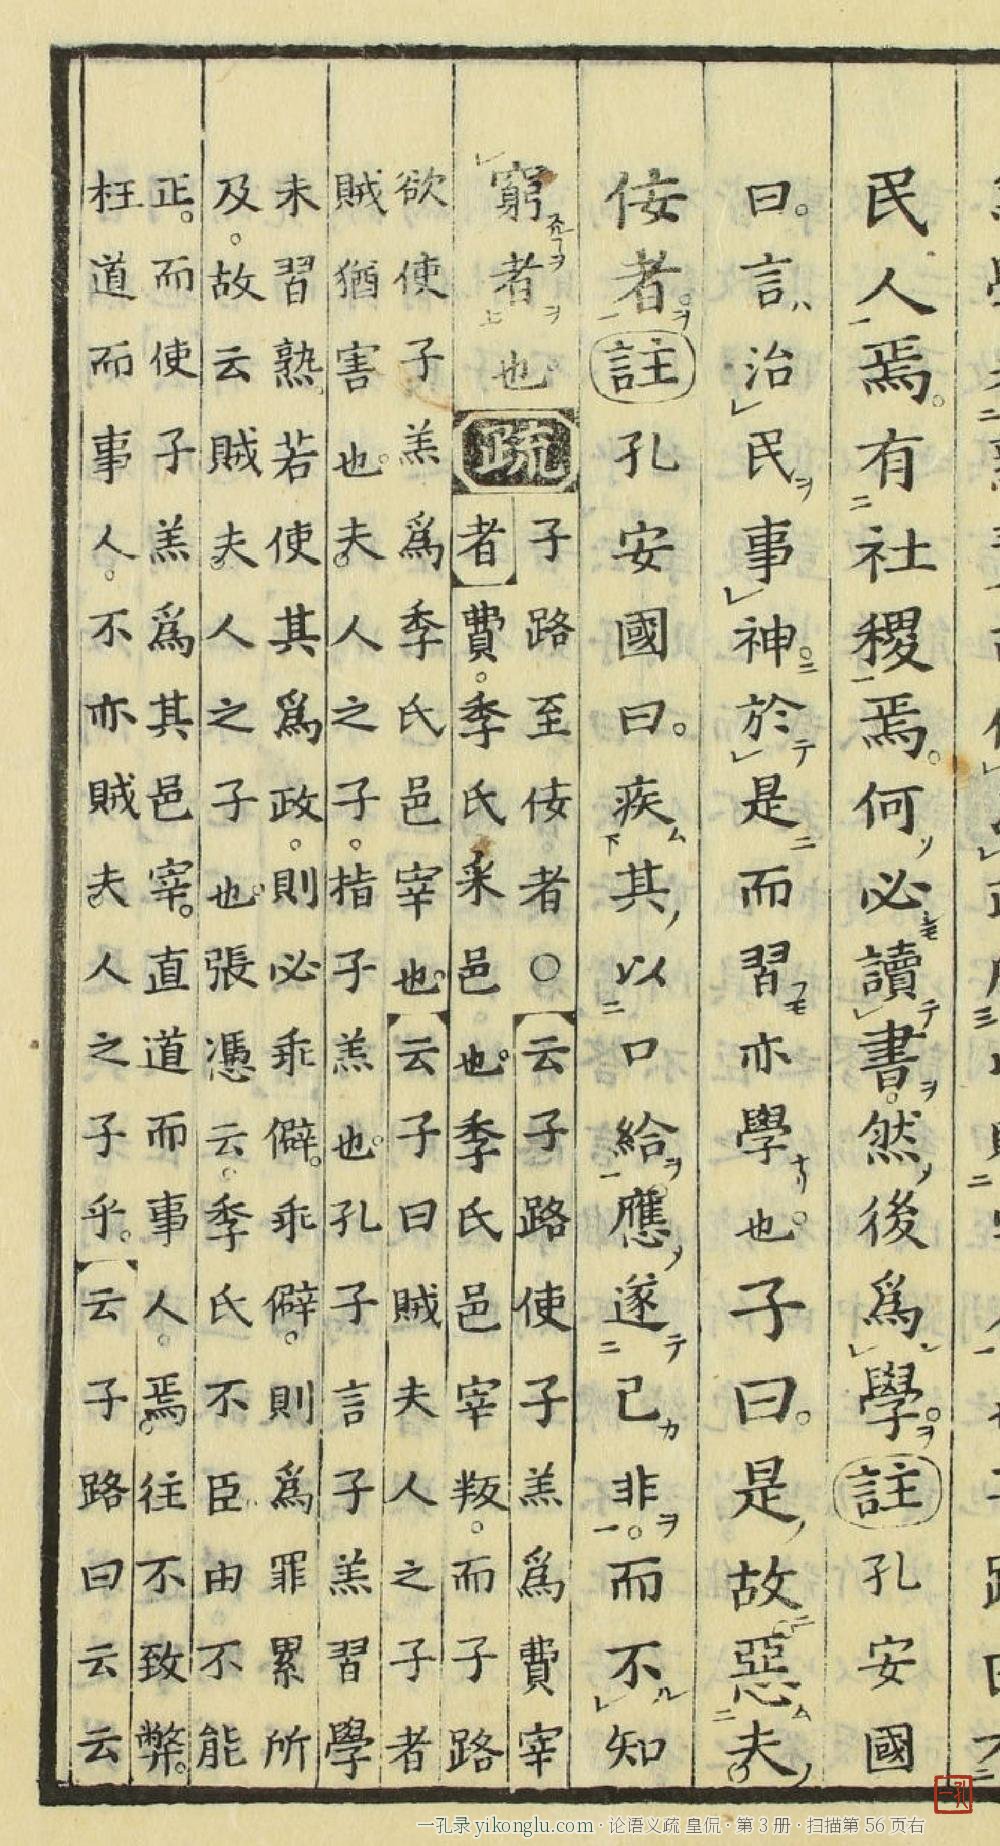 民人焉。有社稷焉。何必讀書。然後爲學。註孔安國
曰。言治民事神。於是而習亦學也。子曰。是故惡夫
佞者。註孔安國曰。疾其以口給應遂己非。而不知
窮者也。疏
子路至佞者〇云子路使子羔爲費宰
者費。季氏采邑也。季氏邑宰叛。而子路
欲使子羔爲季氏邑宰也。云子曰賊夫人之子者
賊猶害也。夫人之子。指子羔也。孔子言子羔習學
未習熟若使其爲政。則必乖僻。乖僻。則爲罪累所
及。故云賊夫人之子也。張憑云。季氏不臣由不能
正。而使子羔爲其邑宰。直道而事人。焉往不致弊。
枉道而事人。不亦賊夫人之子乎。云子路曰云云
一孔录 yikonglu.com · 论语义疏 皇侃 · 第 3 册 · 扫描第 56 页右